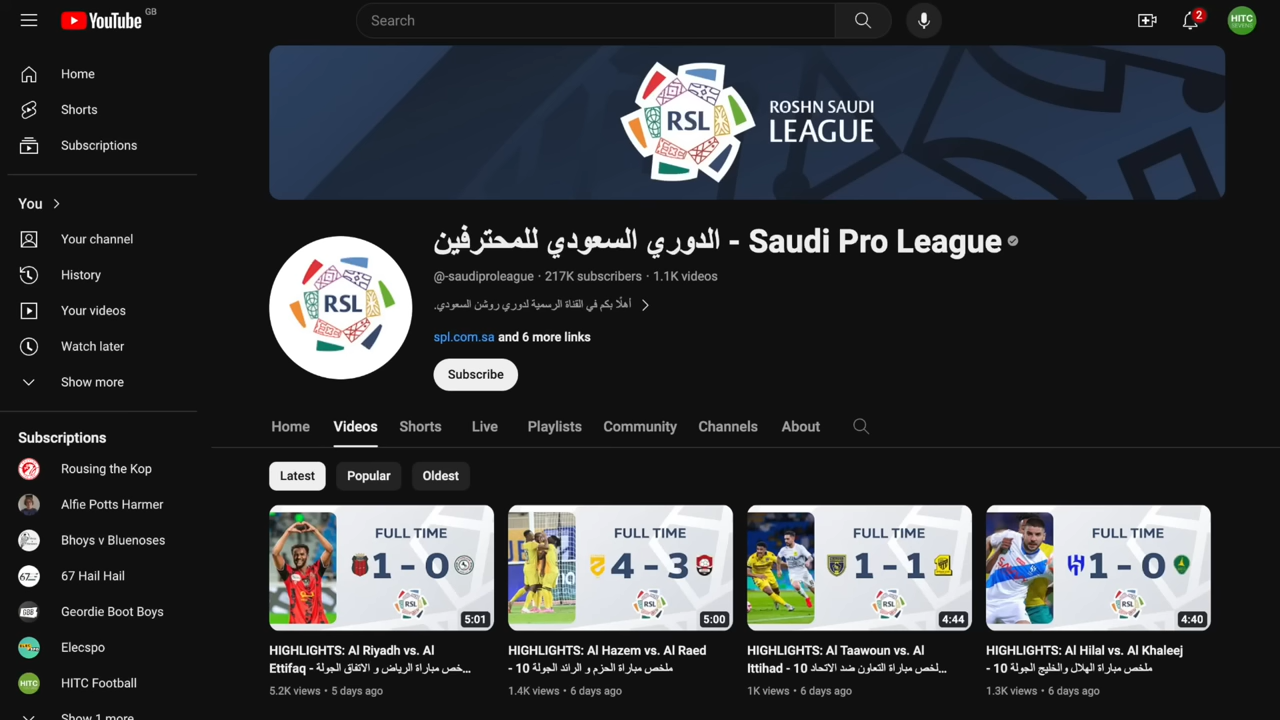 YouTube GB
Search
2
HITC SEVENS
Home
Shorts
Subscriptions
You
Your channel
History
Your videos
Watch later
Show more
Subscriptions
Rousing the Kop
Alfie Potts Harmer
Bhoys v Bluenoses
67 Hail Hail
Geordie Boot Boys
Elecspo
HITC Football
Show 1 more
RSL
ROSHN SAUDI
LEAGUE
RSL
الدوري السعودي للمحترفين - Saudi Pro League
@-saudiproleague · 217K subscribers · 1.1K videos
أهلًا بكم في القناة الرسمية لدوري روشن السعودي.
spl.com.sa and 6 more links
Subscribe
Home Videos Shorts Live Playlists Community Channels About
Latest Popular Oldest
FULL TIME
1 - 0
RSL
5:01
HIGHLIGHTS: Al Riyadh vs. Al
Ettifaq - خص مباراة الرياض و الاتفاق الجولة...
5.2K views • 5 days ago
FULL TIME
4 - 3
RSL
5:00
HIGHLIGHTS: Al Hazem vs. Al Raed
- ملخص مباراة الحزم و الرائد الجولة 10
1.4K views • 6 days ago
FULL TIME
1 - 1
RSL
4:44
HIGHLIGHTS: Al Taawoun vs. Al
Ittihad - لخص مباراة التعاون ضد الاتحاد 10...
1K views • 6 days ago
FULL TIME
1 - 0
RSL
4:40
HIGHLIGHTS: Al Hilal vs. Al Khaleej
- ملخص مباراة الهلال والخليج الجولة 10
1.3K views • 6 days ago